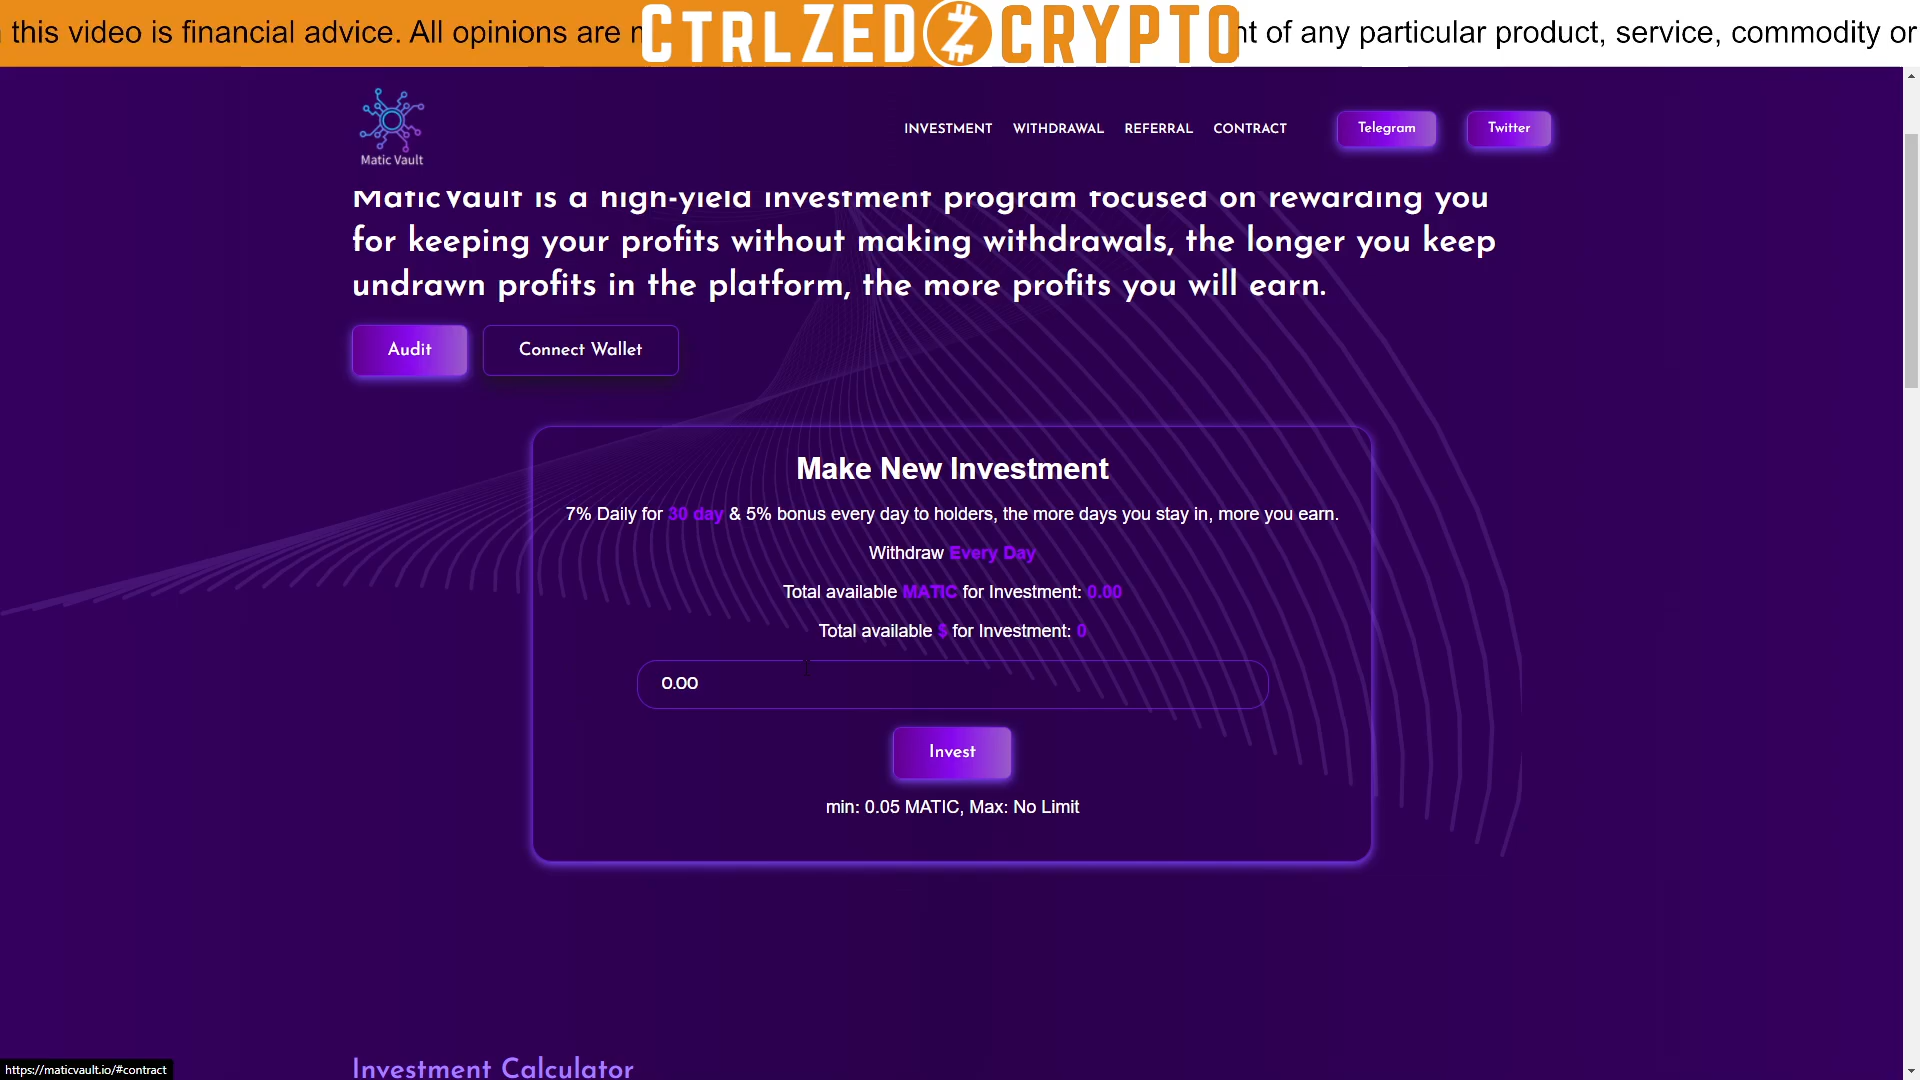 this video is financial advice. All opinions are
CTRLZED CRYPTO
of any particular product, service, commodity or
Matic Vault
INVESTMENT WITHDRAWAL REFERRAL CONTRACT
Telegram
Twitter
MaticVault is a high-yield investment program focused on rewarding you
for keeping your profits without making withdrawals, the longer you keep
undrawn profits in the platform, the more profits you will earn.
Audit
Connect Wallet
Make New Investment
7% Daily for 30 day & 5% bonus every day to holders, the more days you stay in, more you earn.
Withdraw Every Day
Total available MATIC for Investment: 0.00
Total available $ for Investment: 0
0.00
Invest
min: 0.05 MATIC, Max: No Limit
Investment Calculator
https://maticvault.io/#contract